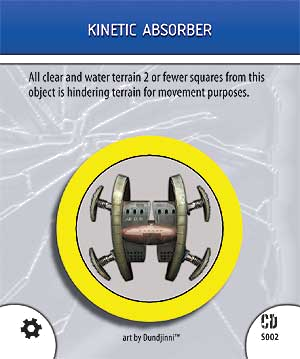 KINETIC ABSORBER
All clear and water terrain 2 or fewer squares from this
object is hindering terrain for movement purposes.
art by Dundjinni™
CD
S002